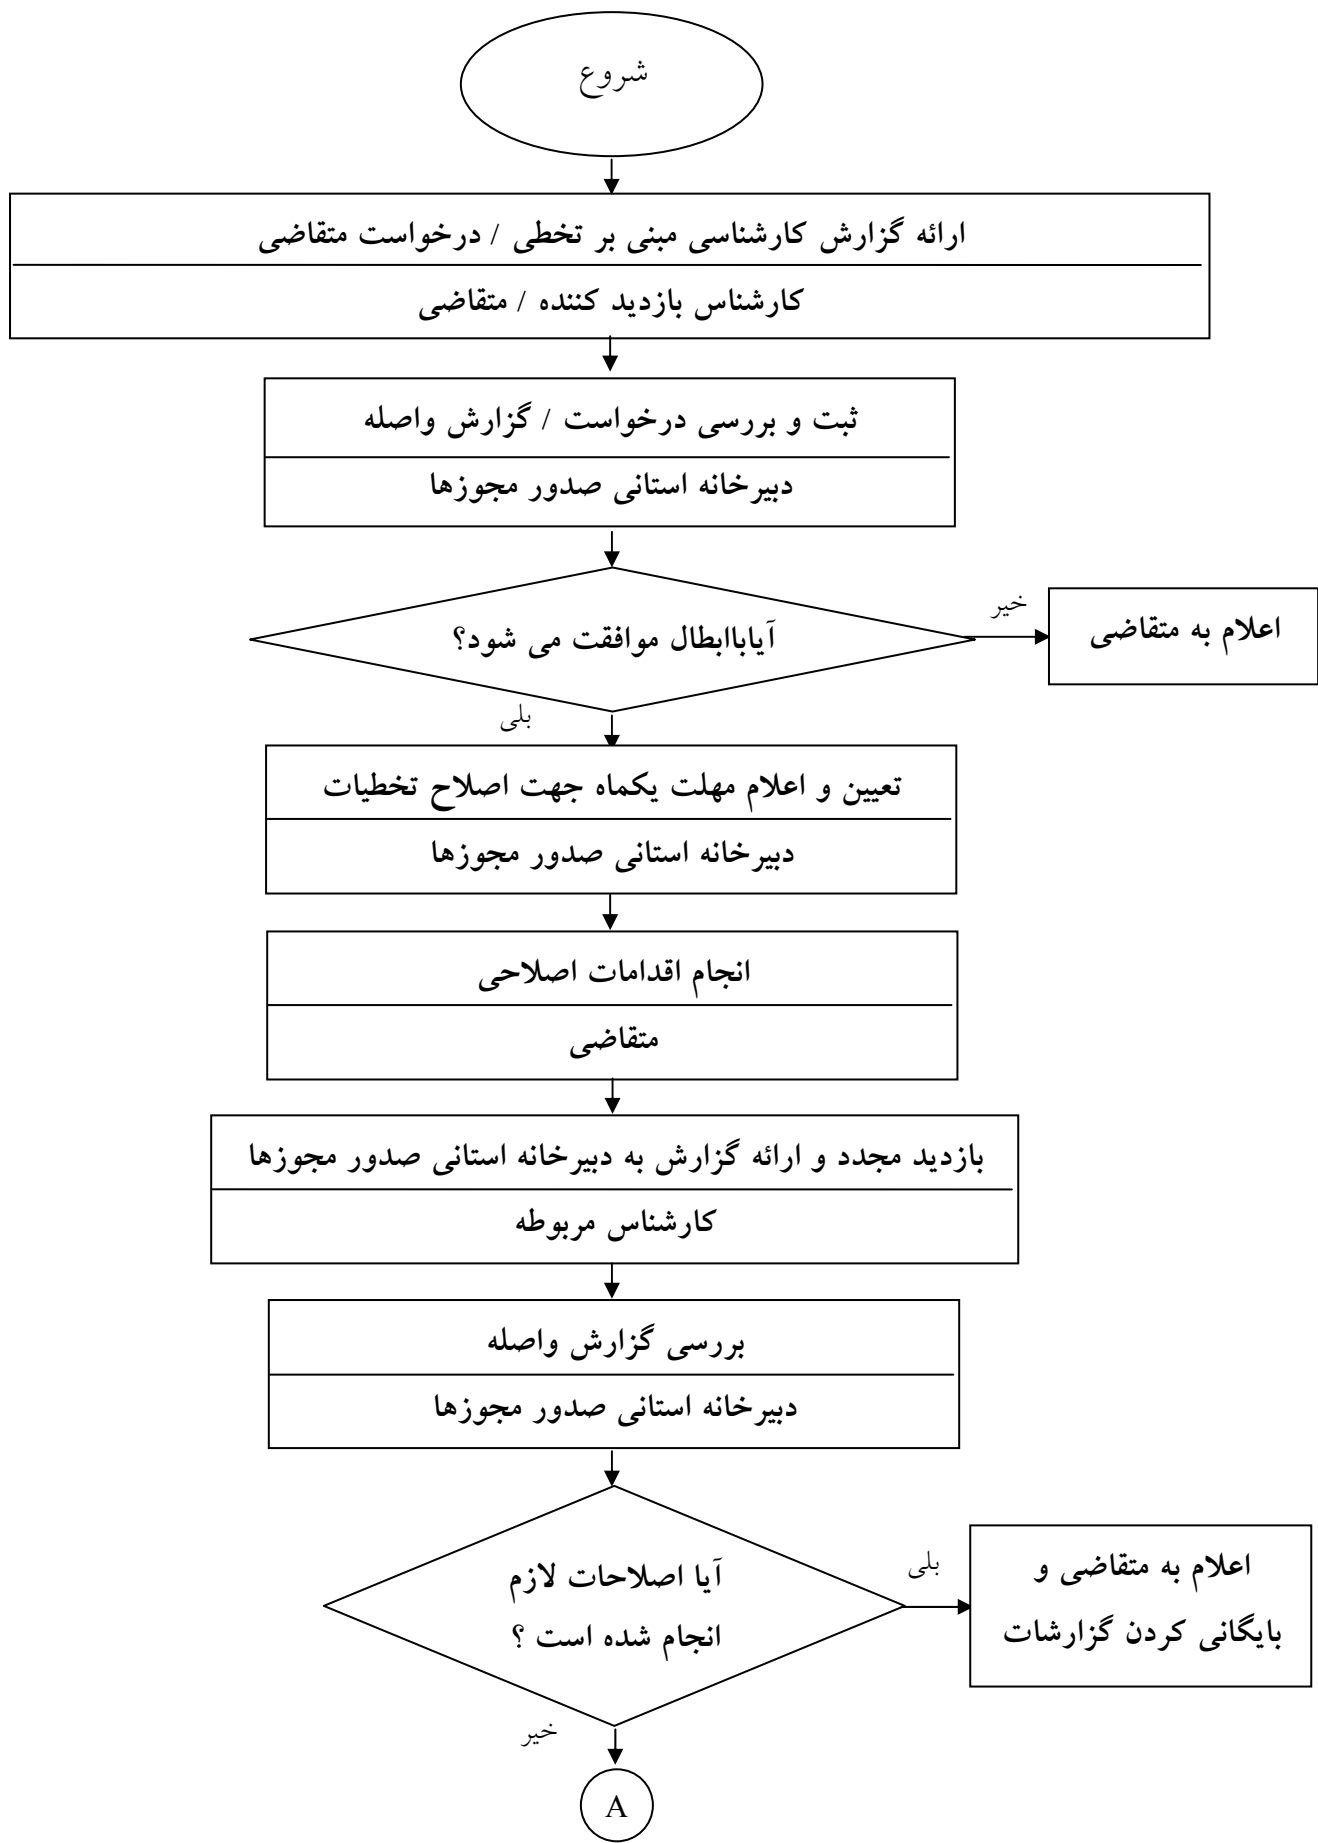 شروع
ارائه گزارش کارشناسی مبنی بر تخطی / درخواست متقاضی
کارشناس بازدید کننده / متقاضی
ثبت و بررسی درخواست / گزارش واصله
دبیرخانه استانی صدور مجوزها
آیاباابطال موافقت می شود؟
خیر
اعلام به متقاضی
بلی
تعیین و اعلام مهلت یکماه جهت اصلاح تخطیات
دبیرخانه استانی صدور مجوزها
انجام اقدامات اصلاحی
متقاضی
بازدید مجدد و ارائه گزارش به دبیرخانه استانی صدور مجوزها
کارشناس مربوطه
بررسی گزارش واصله
دبیرخانه استانی صدور مجوزها
آیا اصلاحات لازم
انجام شده است ؟
بلی
اعلام به متقاضی و
بایگانی کردن گزارشات
خیر
A